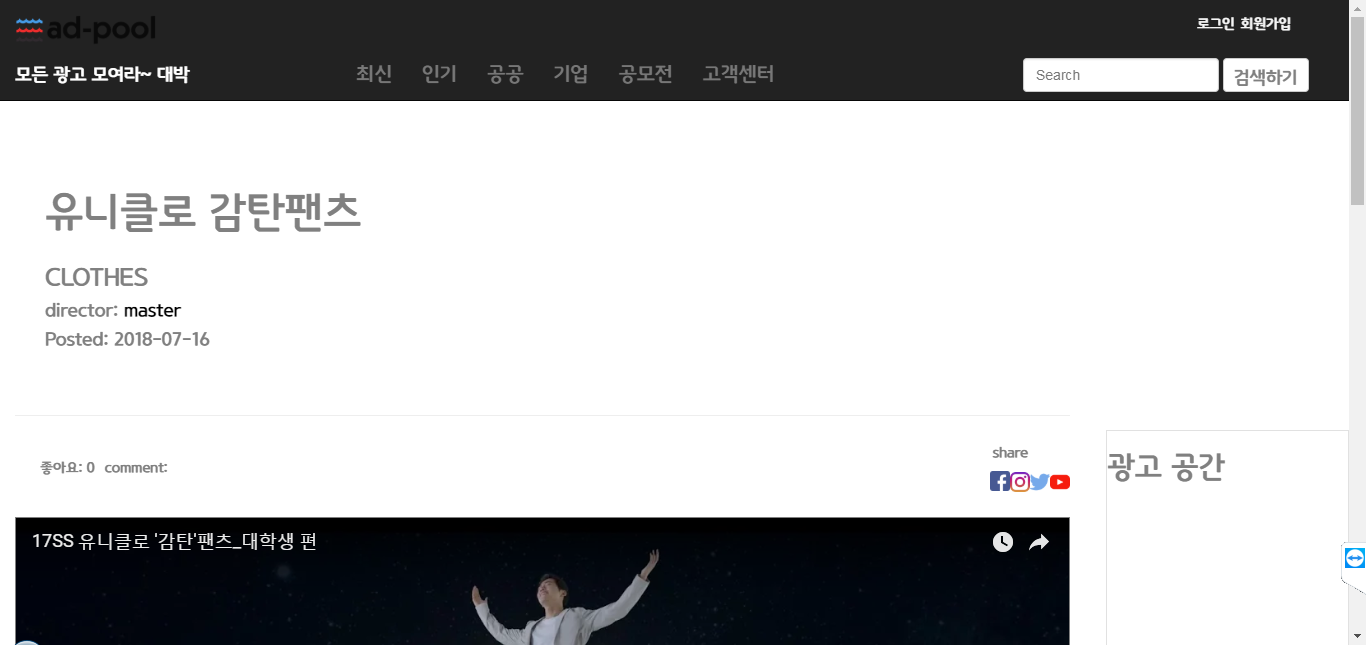 ad-pool
로그인 회원가입
모든 광고 모여라~ 대박
최신 인기 공공 기업 공모전 고객센터
Search 검색하기
유니클로 감탄팬츠
CLOTHES
director: master
Posted: 2018-07-16
share
좋아요: 0 comment:
광고 공간
17SS 유니클로 '감탄'팬츠_대학생 편